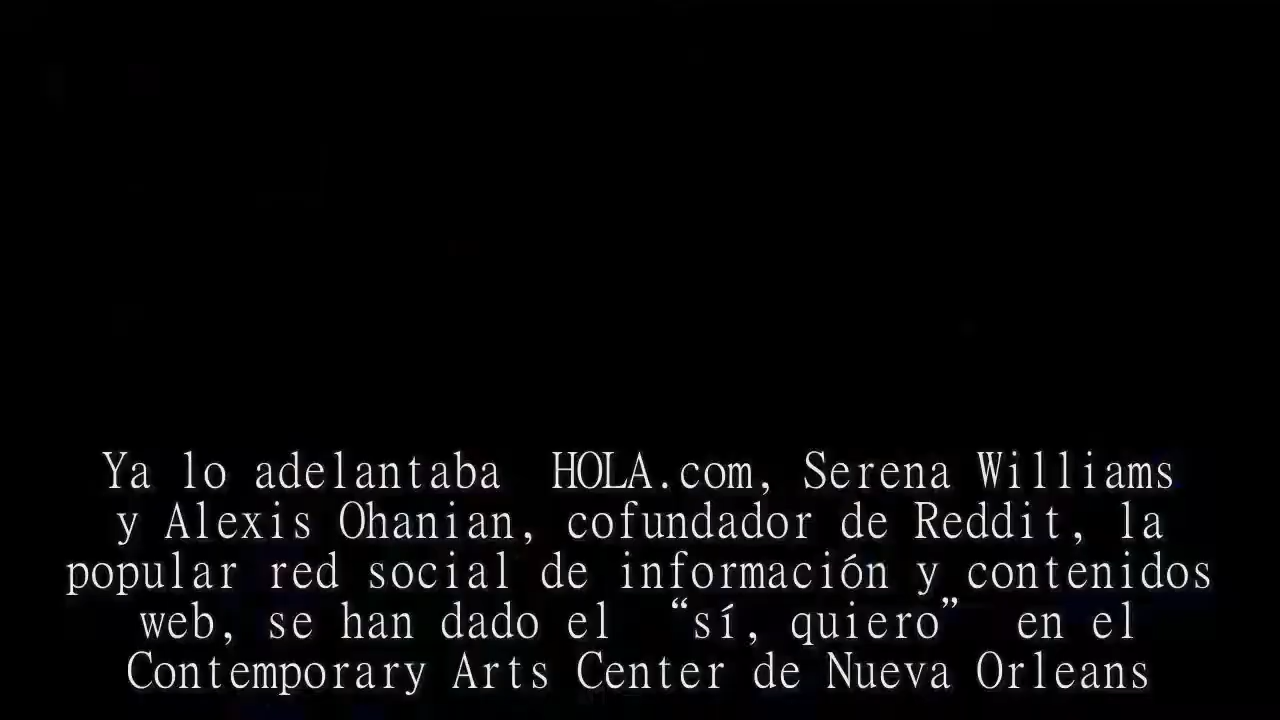 Ya lo adelantaba HOLA.com, Serena Williams
y Alexis Ohanian, cofundador de Reddit, la
popular red social de información y contenidos
web, se han dado el “sí, quiero” en el
Contemporary Arts Center de Nueva Orleans